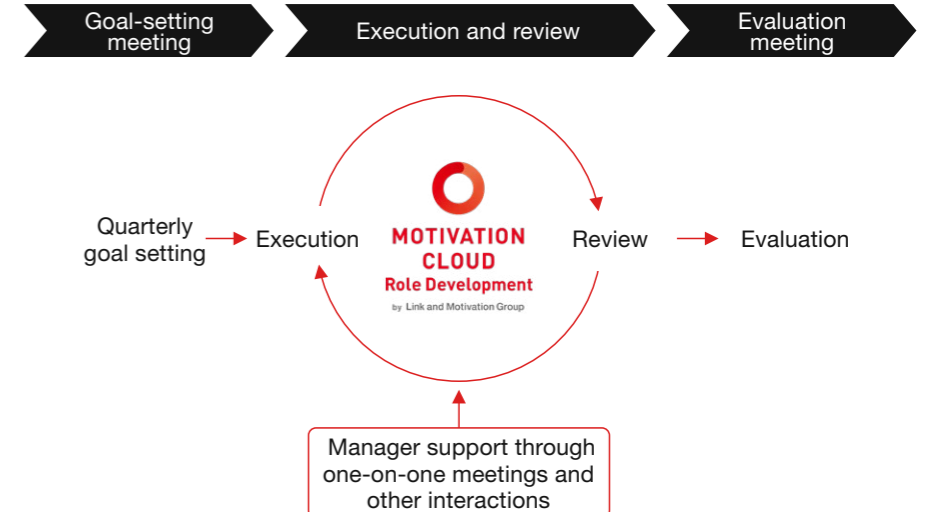 Goal-setting
meeting
Execution and review
Evaluation
meeting
Quarterly
goal setting
Execution
MOTIVATION
CLOUD
Role Development
by Link and Motivation Group
Review
Evaluation
Manager support through
one-on-one meetings and
other interactions